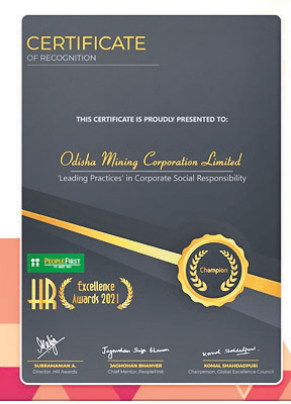 CERTIFICATE
OF RECOGNITION
THIS CERTIFICATE IS PROUDLY PRESENTED TO:
Odisha Mining Corporation Limited
'Leading Practices' in Corporate Social Responsibility
Champion
PEOPLEFIRST
HR Excellence
Awards 2021
SUBRAMANIAN A.
Director, HR Awards
JAGMOHAN BHANVER
Chief Mentor, PeopleFirst
KOMAL SHAHDADPURI
Chairperson, Global Excellence Council